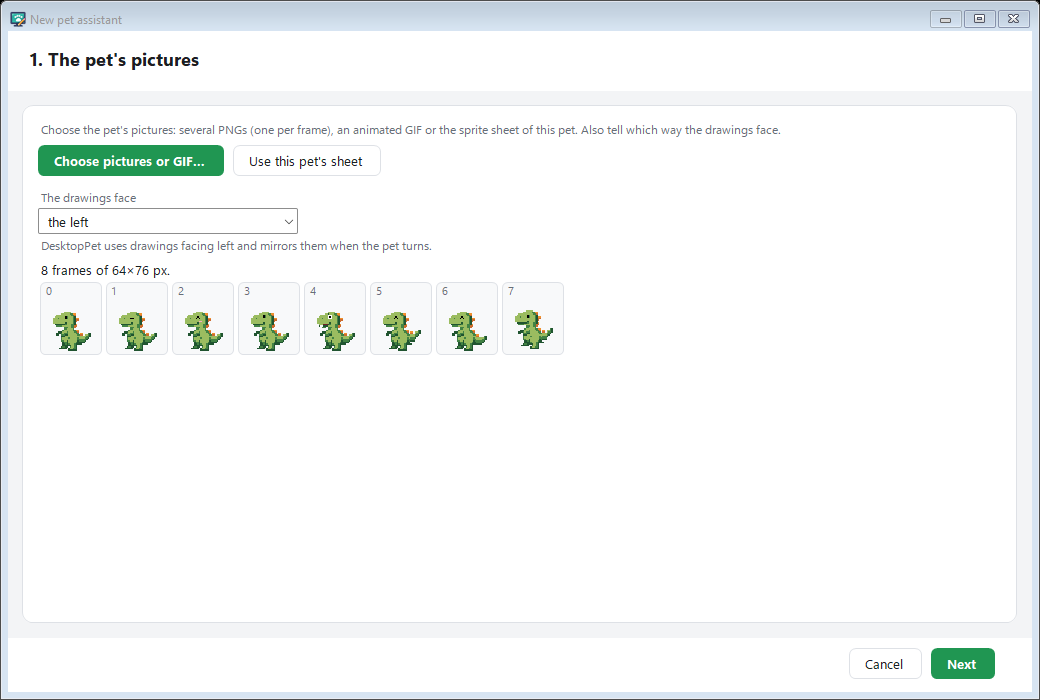 New pet assistant
1. The pet's pictures
Choose the pet's pictures: several PNGs (one per frame), an animated GIF or the sprite sheet of this pet. Also tell which way the drawings face.
Choose pictures or GIF...
Use this pet's sheet
The drawings face
the left
DesktopPet uses drawings facing left and mirrors them when the pet turns.
8 frames of 64×76 px.
0 1 2 3 4 5 6 7
Cancel
Next